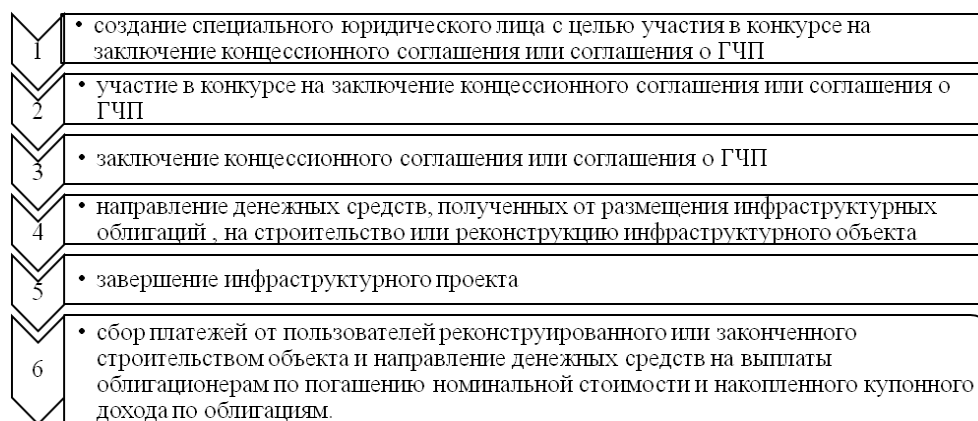 1
• создание специального юридического лица с целью участия в конкурсе на
заключение концессионного соглашения или соглашения о ГЧП
2
• участие в конкурсе на заключение концессионного соглашения или соглашения о
ГЧП
3
• заключение концессионного соглашения или соглашения о ГЧП
4
• направление денежных средств, полученных от размещения инфраструктурных
облигаций , на строительство или реконструкцию инфраструктурного объекта
5
• завершение инфраструктурного проекта
6
• сбор платежей от пользователей реконструированного или законченного
строительством объекта и направление денежных средств на выплаты
облигационерам по погашению номинальной стоимости и накопленного купонного
дохода по облигациям.